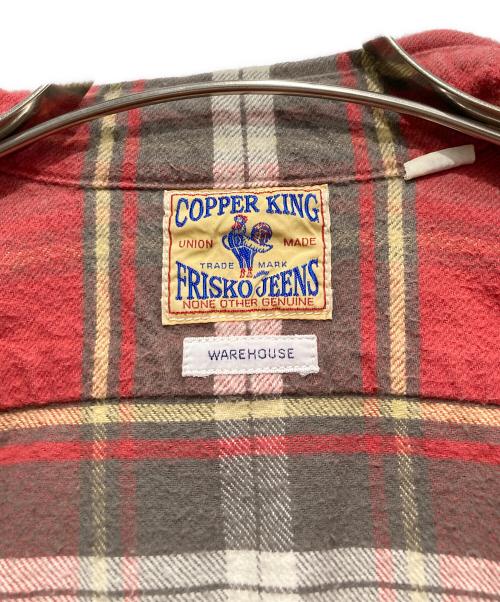 COPPER KING
UNION MADE
TRADE MARK
FRISKO JEENS
NONE OTHER GENUINE
WAREHOUSE